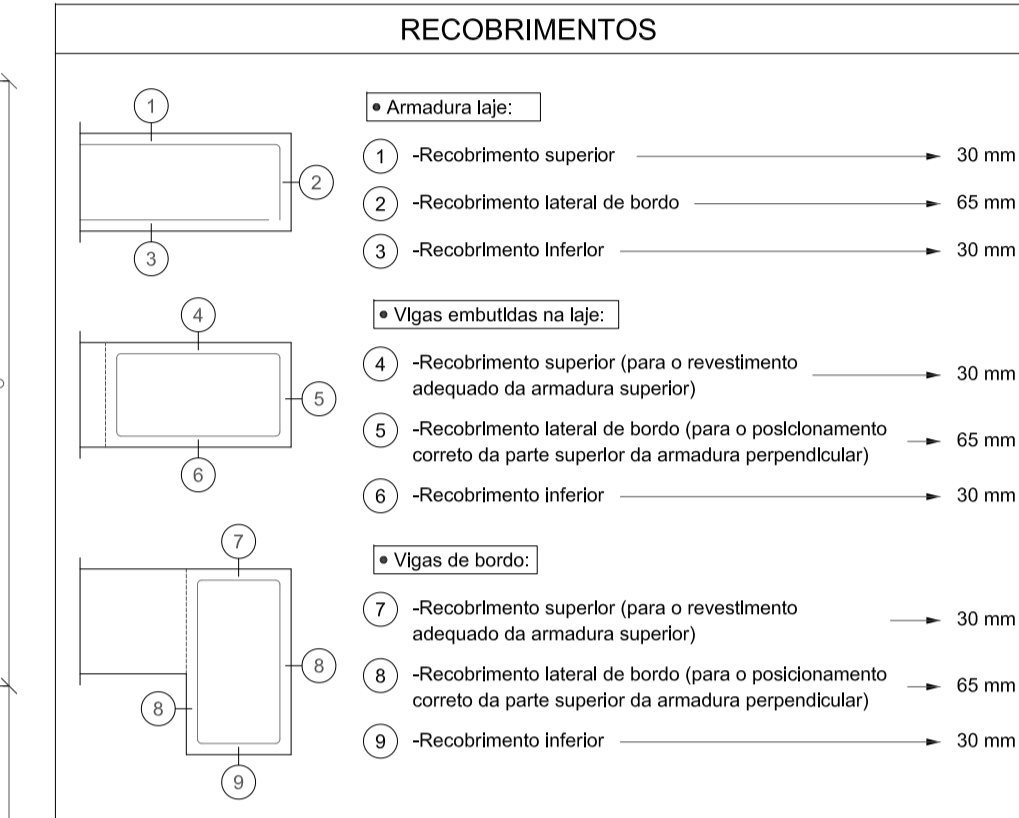 RECOBRIMENTOS
1
2
3
• Armadura laje:
1 -Recobrimento superior 30 mm
2 -Recobrimento lateral de bordo 65 mm
3 -Recobrimento inferior 30 mm
4
5
6
• Vigas embutidas na laje:
4 -Recobrimento superior (para o revestimento
adequado da armadura superior) 30 mm
5 -Recobrimento lateral de bordo (para o posicionamento
correto da parte superior da armadura perpendicular) 65 mm
6 -Recobrimento inferior 30 mm
7
8
8
9
• Vigas de bordo:
7 -Recobrimento superior (para o revestimento
adequado da armadura superior) 30 mm
8 -Recobrimento lateral de bordo (para o posicionamento
correto da parte superior da armadura perpendicular) 65 mm
9 -Recobrimento inferior 30 mm